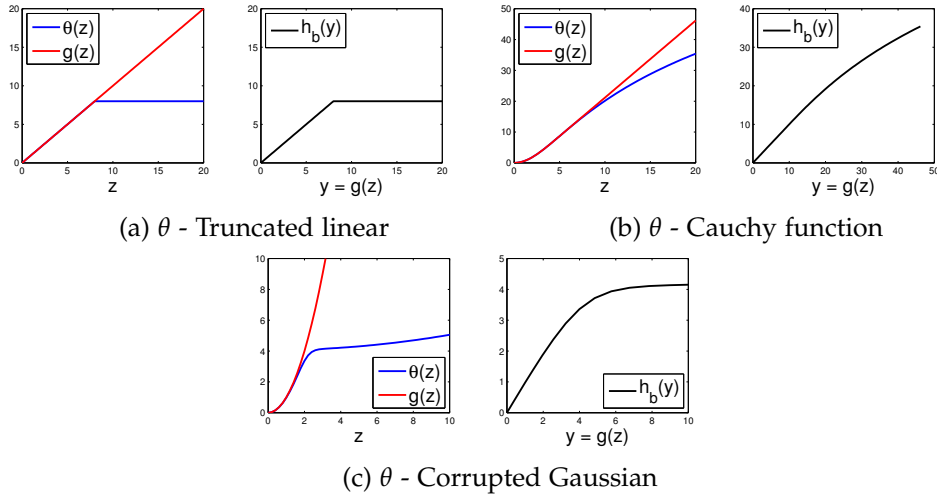 20
15
10
5
0
0 5 10 15 20
θ(z)
g(z)
z
20
15
10
5
0
0 5 10 15 20
h_b(y)
y = g(z)
50
40
30
20
10
0
0 5 10 15 20
θ(z)
g(z)
z
40
30
20
10
0
0 10 20 30 40 50
h_b(y)
y = g(z)
(a) θ - Truncated linear
(b) θ - Cauchy function
10
8
6
4
2
0
0 2 4 6 8 10
θ(z)
g(z)
z
5
4
3
2
1
0
0 2 4 6 8 10
h_b(y)
y = g(z)
(c) θ - Corrupted Gaussian